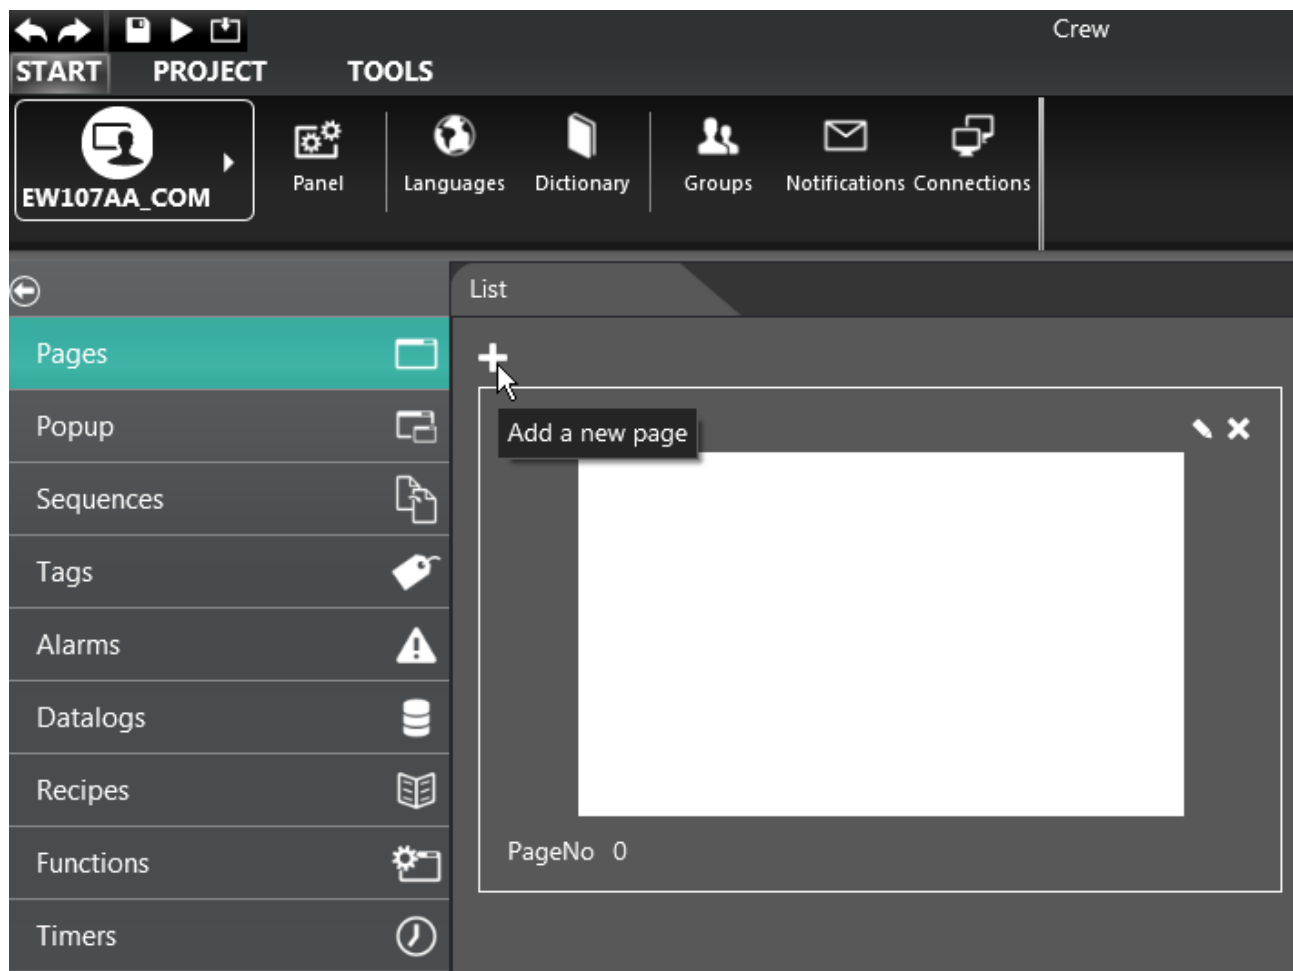 Crew
START PROJECT TOOLS
EW107AA_COM
Panel Languages Dictionary Groups Notifications Connections
List
Pages
Popup
Add a new page
Sequences
Tags
Alarms
Datalogs
Recipes
PageNo 0
Functions
Timers